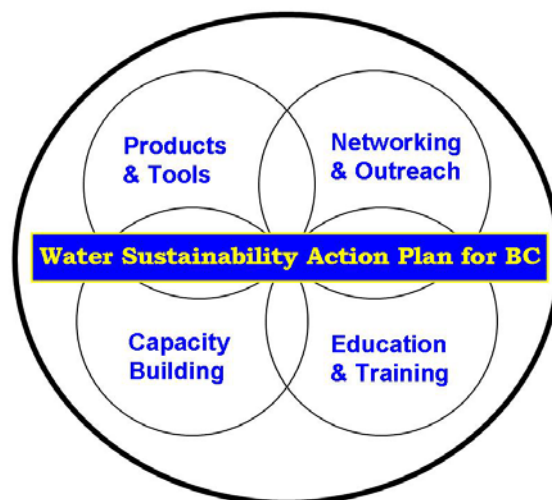 Products
& Tools
Networking
& Outreach
Water Sustainability Action Plan for BC
Capacity
Building
Education
& Training